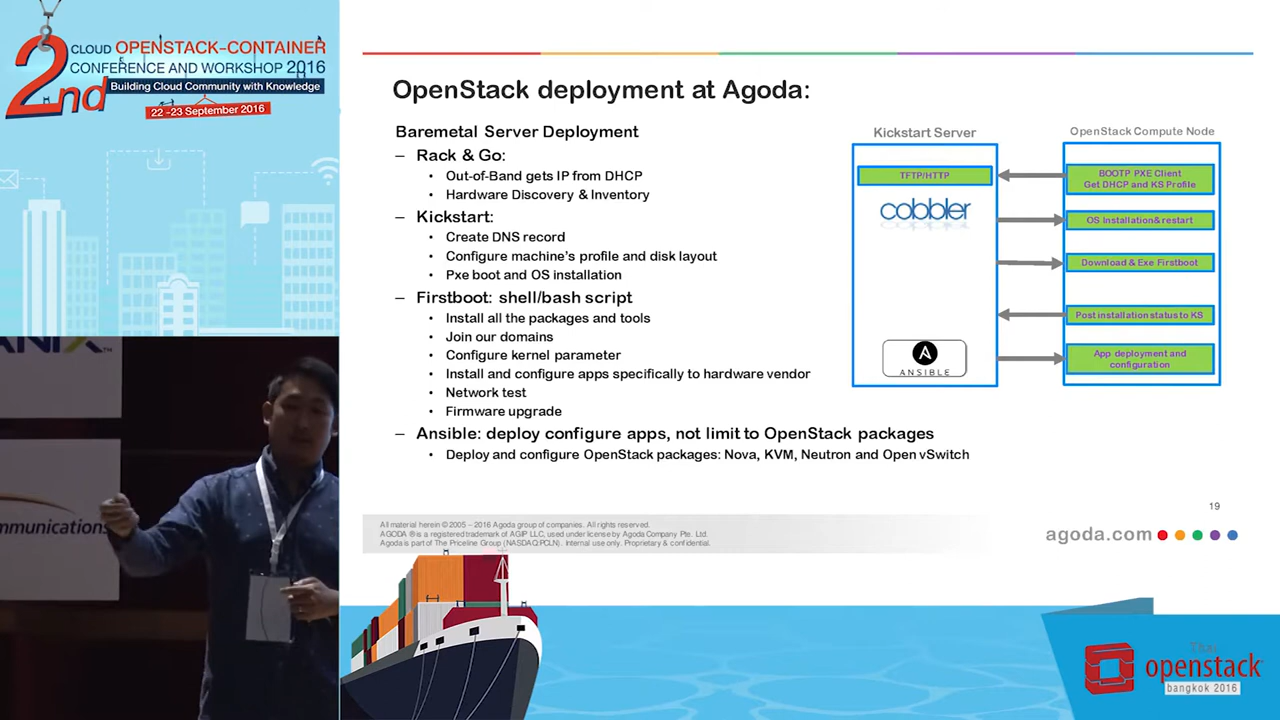 2nd
CLOUD OPENSTACK-CONTAINER
CONFERENCE AND WORKSHOP 2016
Building Cloud Community with Knowledge
22 -23 September 2016
OpenStack deployment at Agoda:
Baremetal Server Deployment
– Rack & Go:
• Out-of-Band gets IP from DHCP
• Hardware Discovery & Inventory
– Kickstart:
• Create DNS record
• Configure machine's profile and disk layout
• Pxe boot and OS installation
– Firstboot: shell/bash script
• Install all the packages and tools
• Join our domains
• Configure kernel parameter
• Install and configure apps specifically to hardware vendor
• Network test
• Firmware upgrade
– Ansible: deploy configure apps, not limit to OpenStack packages
• Deploy and configure OpenStack packages: Nova, KVM, Neutron and Open vSwitch
Kickstart Server
TFTP/HTTP
cobbler
A
ANSIBLE
OpenStack Compute Node
BOOTP PXE Client
Get DHCP and KS Profile
OS Installation& restart
Download & Exe Firstboot
Post installation status to KS
App deployment and
configuration
19
All material herein © 2005 – 2016 Agoda group of companies. All rights reserved.
AGODA ® is a registered trademark of AGIP LLC, used under license by Agoda Company Pte. Ltd.
Agoda is part of The Priceline Group (NASDAQ:PCLN). Internal use only. Proprietary & confidential.
agoda.com
ANIX™
mmunications
Thai
openstack
bangkok 2016